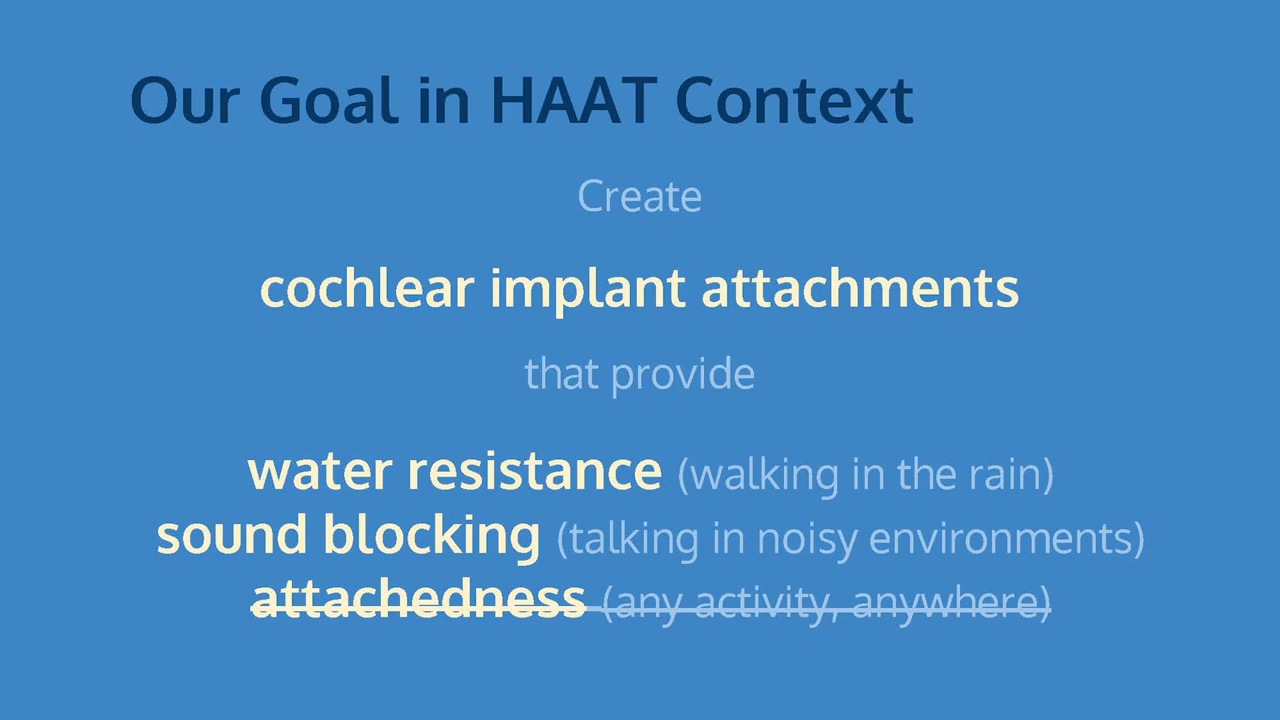 Our Goal in HAAT Context
Create
cochlear implant attachments
that provide
water resistance (walking in the rain)
sound blocking (talking in noisy environments)
attachedness (any activity, anywhere)